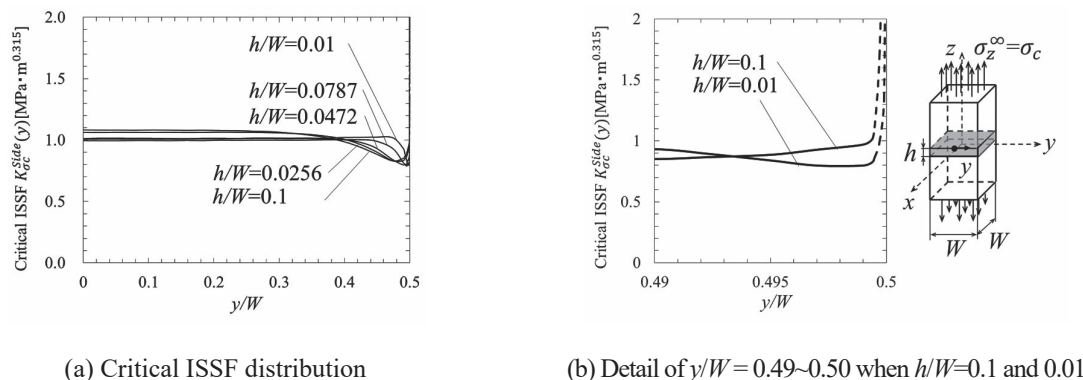 Critical ISSF K_σc^Side(y)[MPa·m^0.315]
2.0
1.5
1.0
0.5
0.0
h/W=0.01
h/W=0.0787
h/W=0.0472
h/W=0.0256
h/W=0.1
0 0.1 0.2 0.3 0.4 0.5
y/W
(a) Critical ISSF distribution
Critical ISSF K_σc^Side(y)[MPa·m^0.315]
2
1.5
1
0.5
0
h/W=0.1
h/W=0.01
0.49 0.495 0.5
y/W
z σ_z^∞=σ_c
h
y
y
x
W
W
(b) Detail of y/W = 0.49~0.50 when h/W=0.1 and 0.01